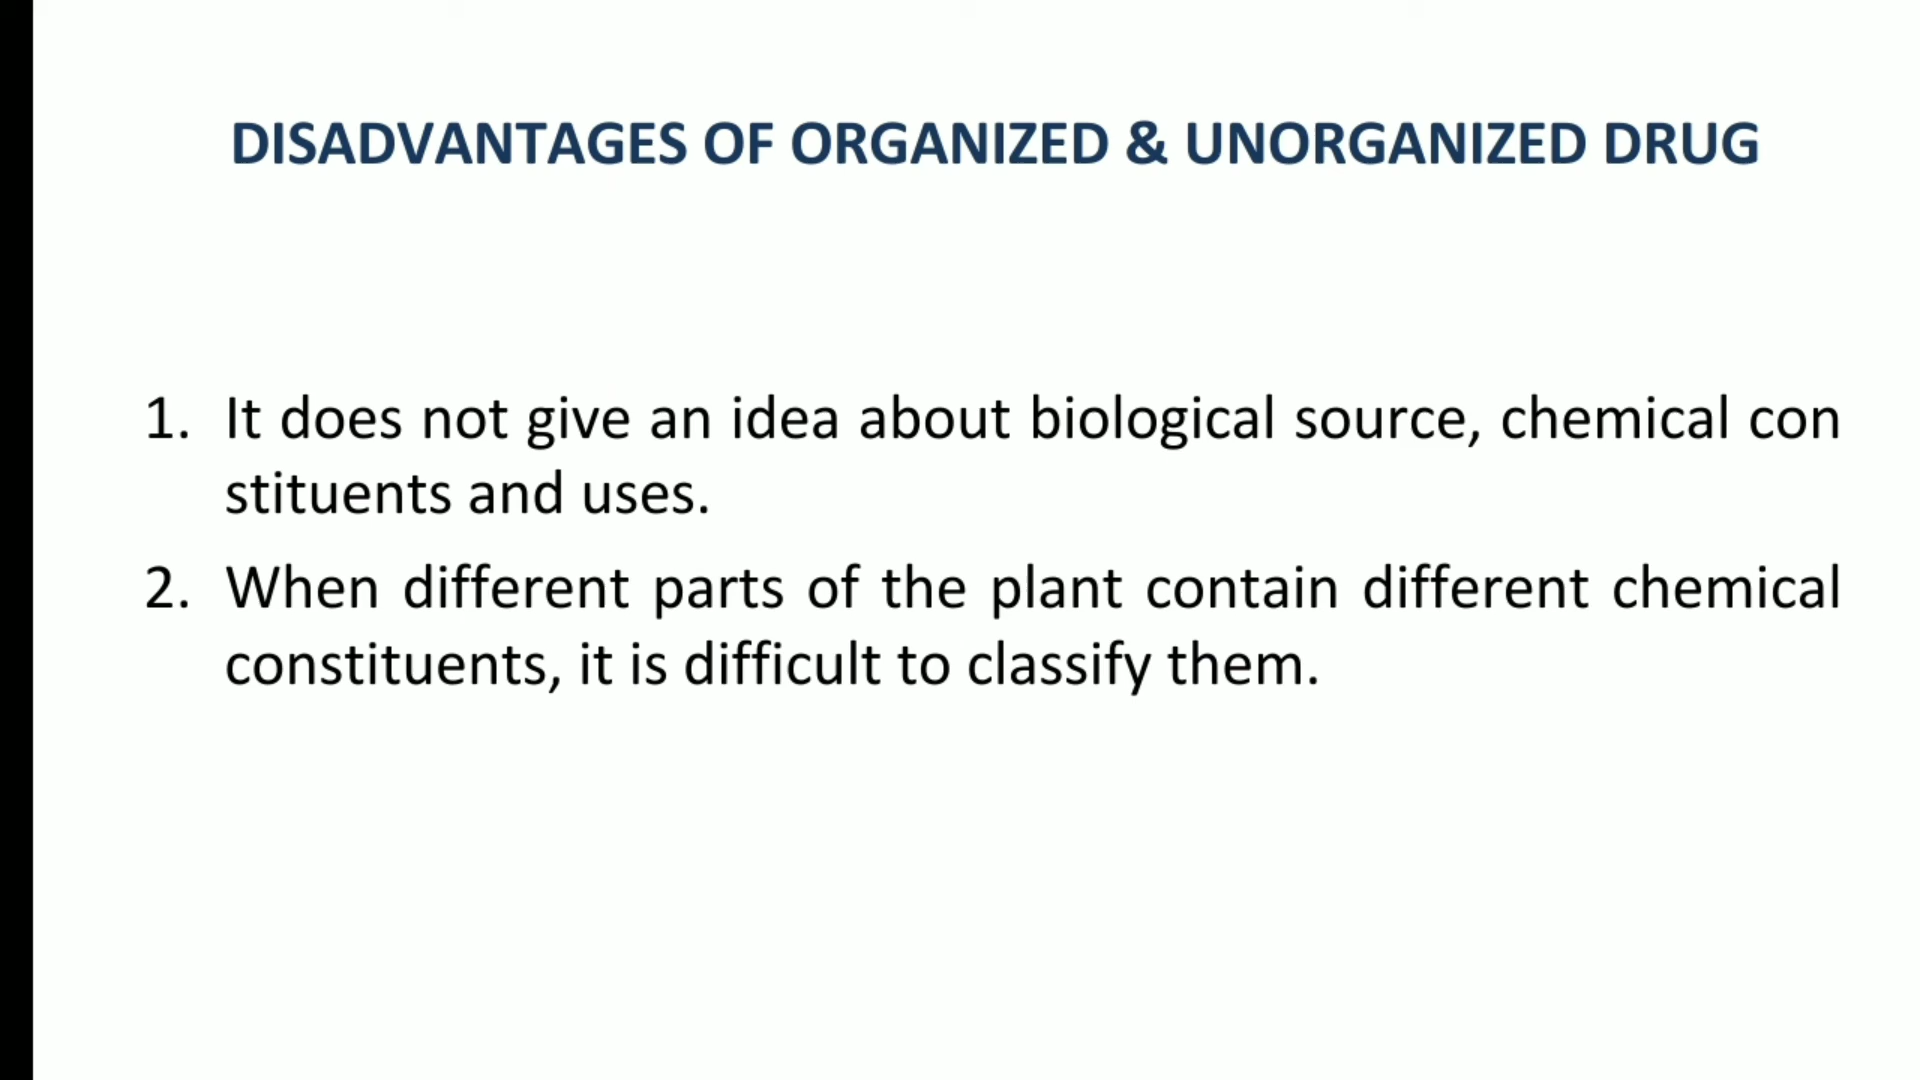 DISADVANTAGES OF ORGANIZED & UNORGANIZED DRUG
1. It does not give an idea about biological source, chemical con
stituents and uses.
2. When different parts of the plant contain different chemical
constituents, it is difficult to classify them.